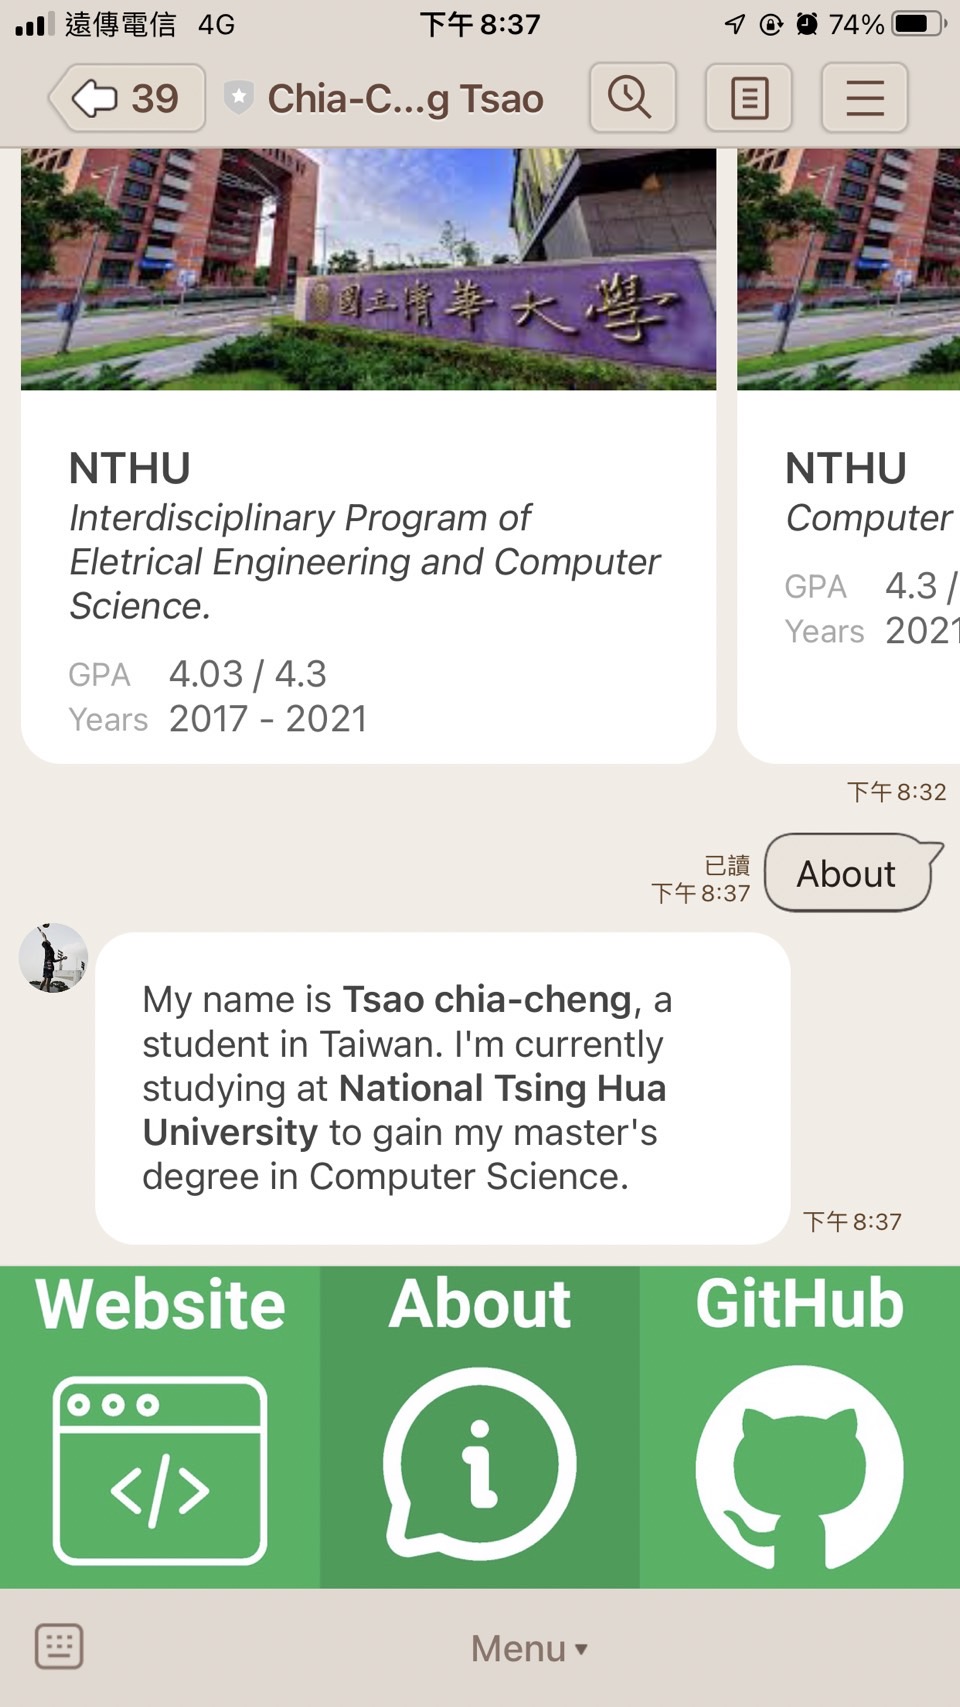 遠傳電信 4G 下午 8:37 74%
39 Chia-C...g Tsao
國立清華大學
NTHU
Interdisciplinary Program of
Eletrical Engineering and Computer
Science.
GPA 4.03 / 4.3
Years 2017 - 2021
NTHU
Computer
GPA 4.3 /
Years 2021
下午 8:32
已讀
下午 8:37
About
My name is Tsao chia-cheng, a
student in Taiwan. I'm currently
studying at National Tsing Hua
University to gain my master's
degree in Computer Science.
下午 8:37
Website About GitHub
</>
i
Menu ▾